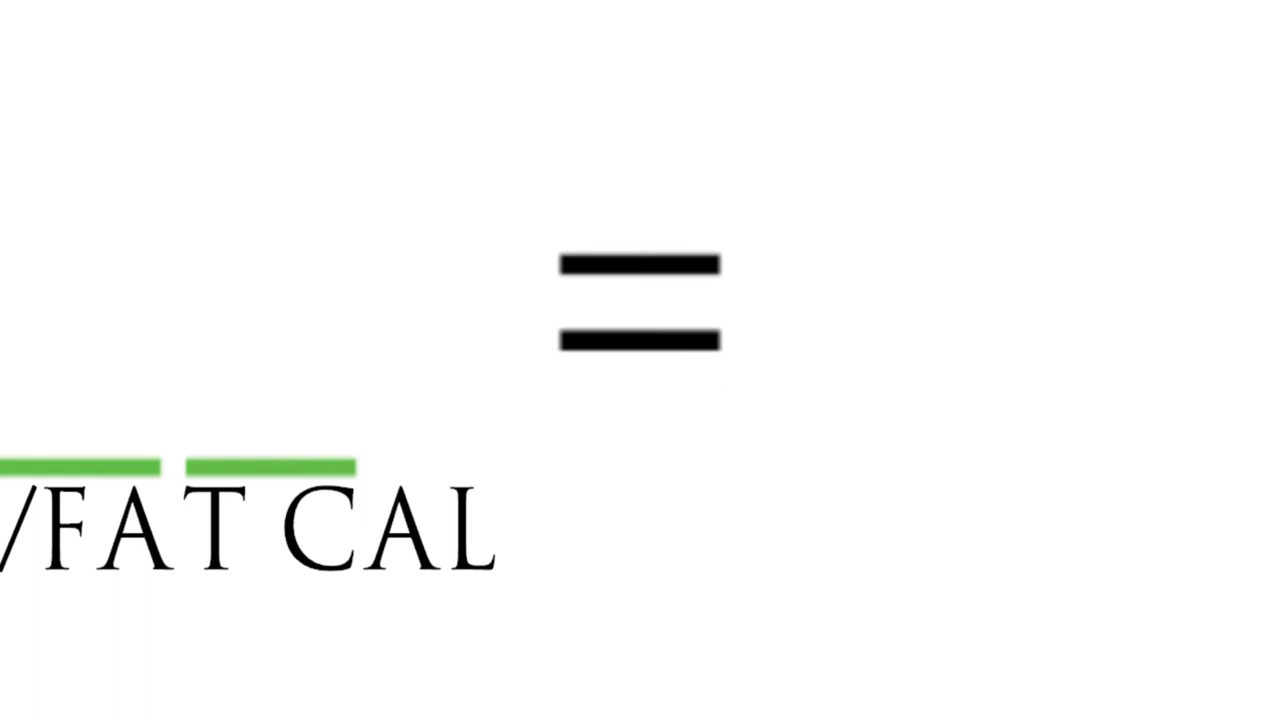 =
/FAT CAL